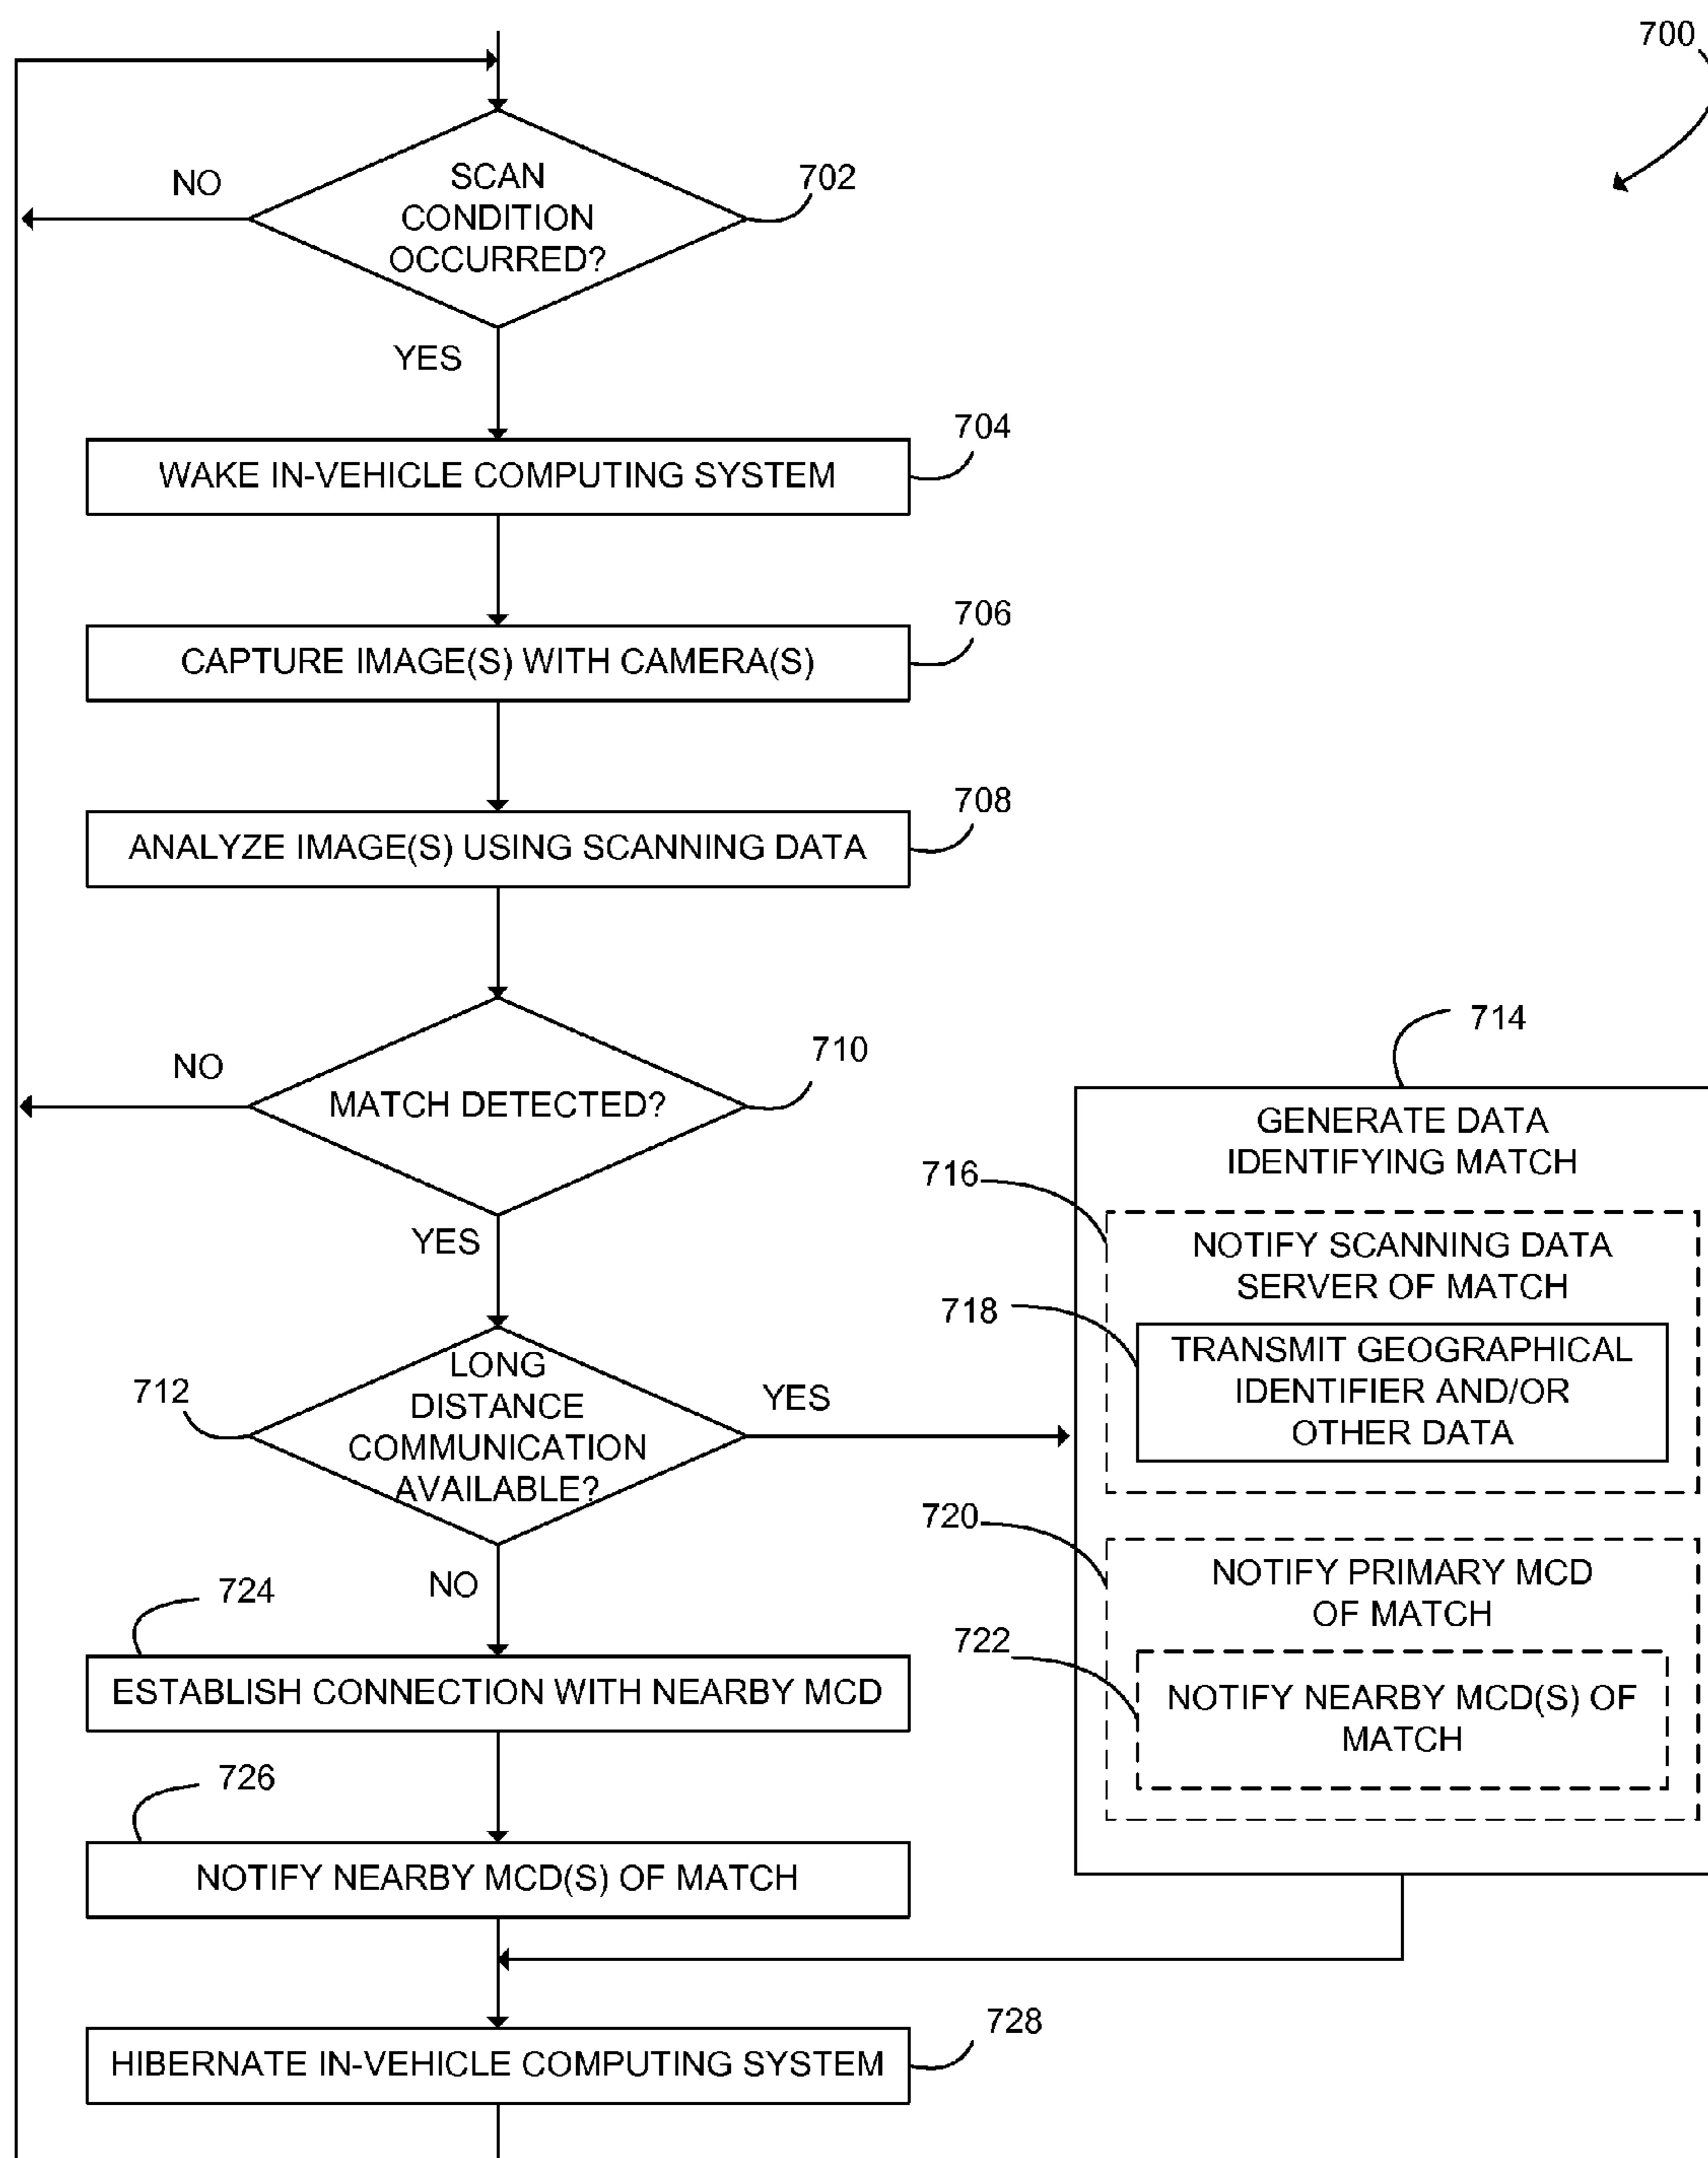 700
SCAN
CONDITION
OCCURRED?
702
NO
YES
704
WAKE IN-VEHICLE COMPUTING SYSTEM
706
CAPTURE IMAGE(S) WITH CAMERA(S)
708
ANALYZE IMAGE(S) USING SCANNING DATA
710
MATCH DETECTED?
NO
YES
712
LONG
DISTANCE
COMMUNICATION
AVAILABLE?
YES
NO
714
GENERATE DATA
IDENTIFYING MATCH
716
NOTIFY SCANNING DATA
SERVER OF MATCH
718
TRANSMIT GEOGRAPHICAL
IDENTIFIER AND/OR
OTHER DATA
720
NOTIFY PRIMARY MCD
OF MATCH
722
NOTIFY NEARBY MCD(S) OF
MATCH
724
ESTABLISH CONNECTION WITH NEARBY MCD
726
NOTIFY NEARBY MCD(S) OF MATCH
728
HIBERNATE IN-VEHICLE COMPUTING SYSTEM